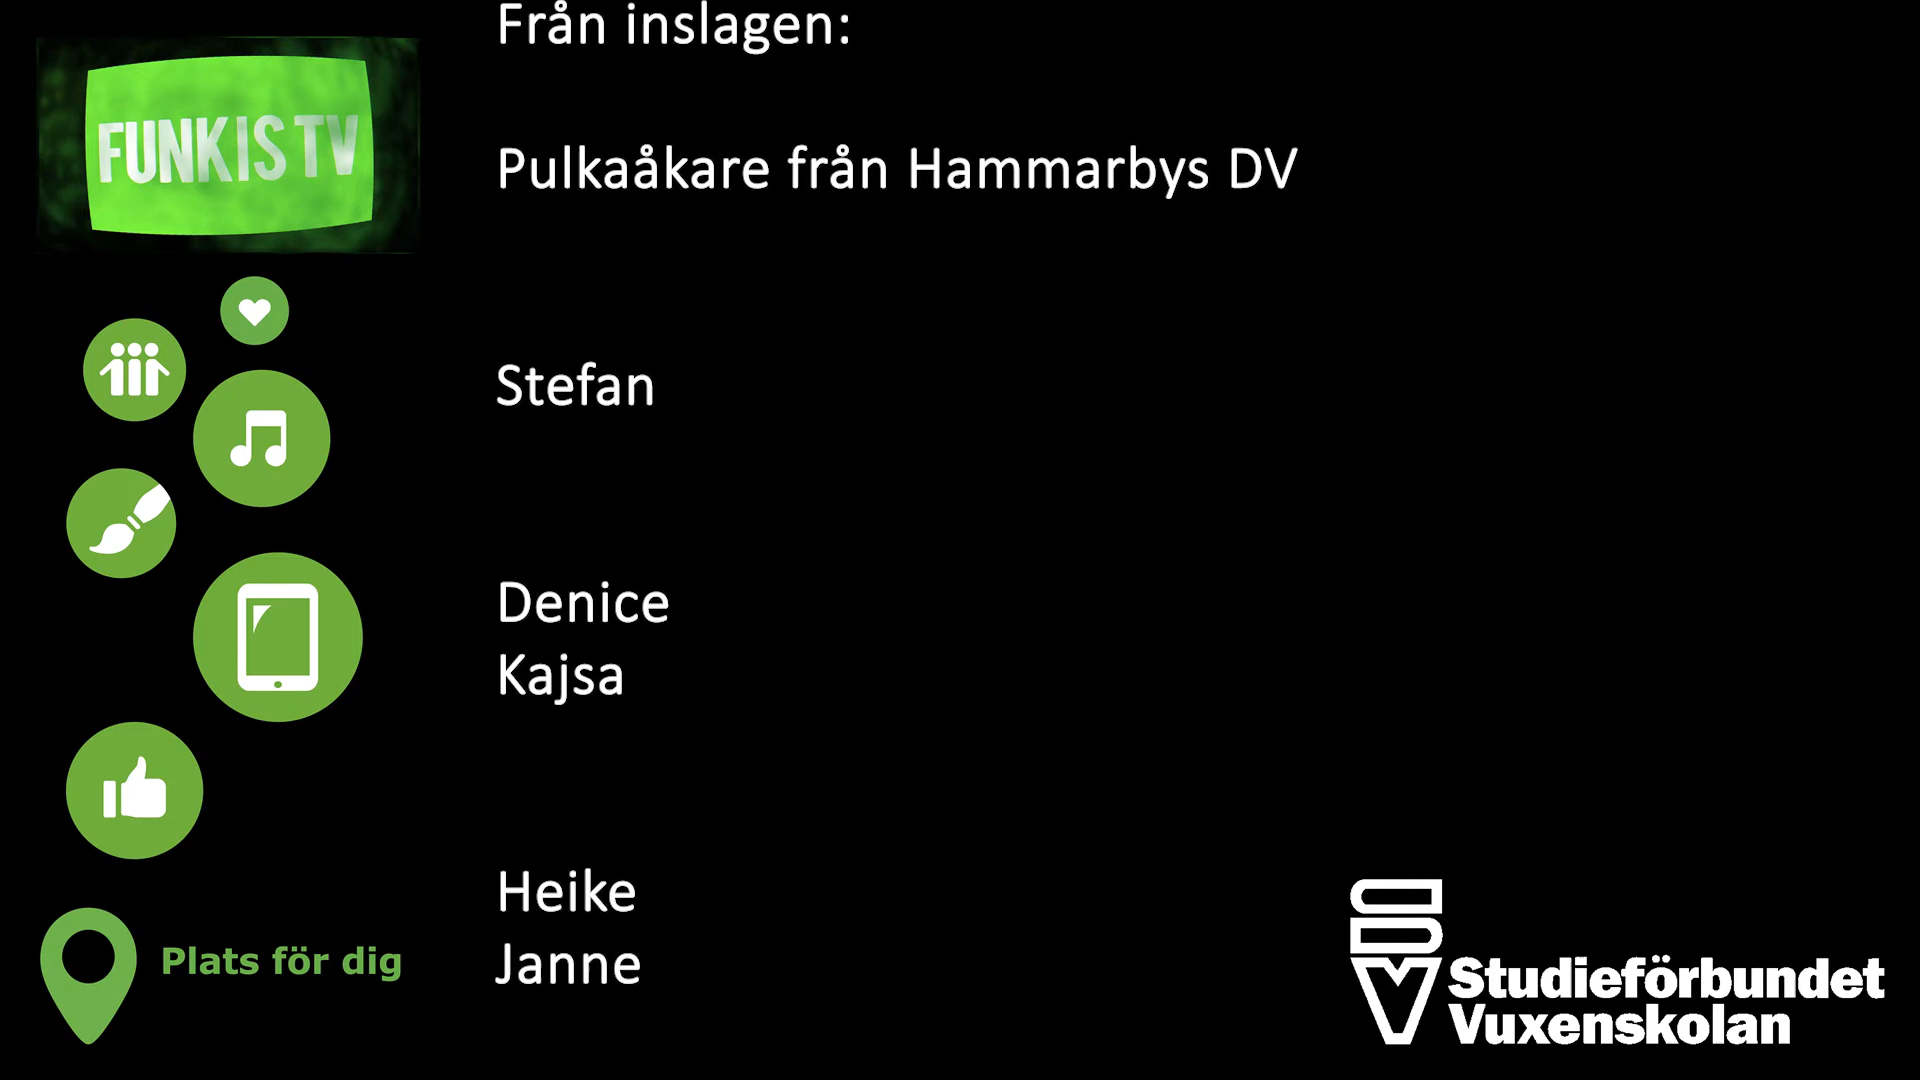 Från inslagen:
FUNKIS TV
Pulkaåkare från Hammarbys DV
Stefan
Denice
Kajsa
Heike
Janne
Plats för dig
Studieförbundet
Vuxenskolan